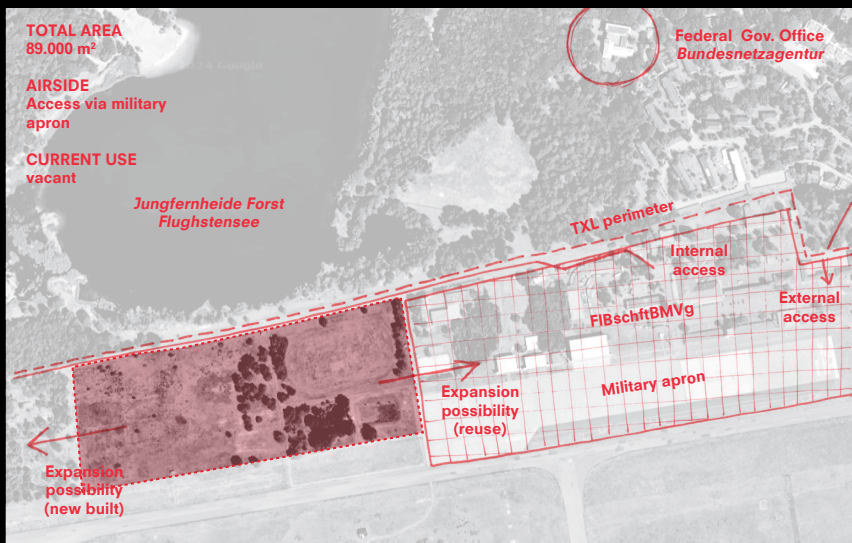 TOTAL AREA
89.000 m²
AIRSIDE
Access via military
apron
CURRENT USE
vacant
Federal Gov. Office
Bundesnetzagentur
Jungfernheide Forst
Flughstensee
TXL perimeter
Internal
access
External
access
FlBschftBMVg
Military apron
Expansion
possibility
(reuse)
Expansion
possibility
(new built)